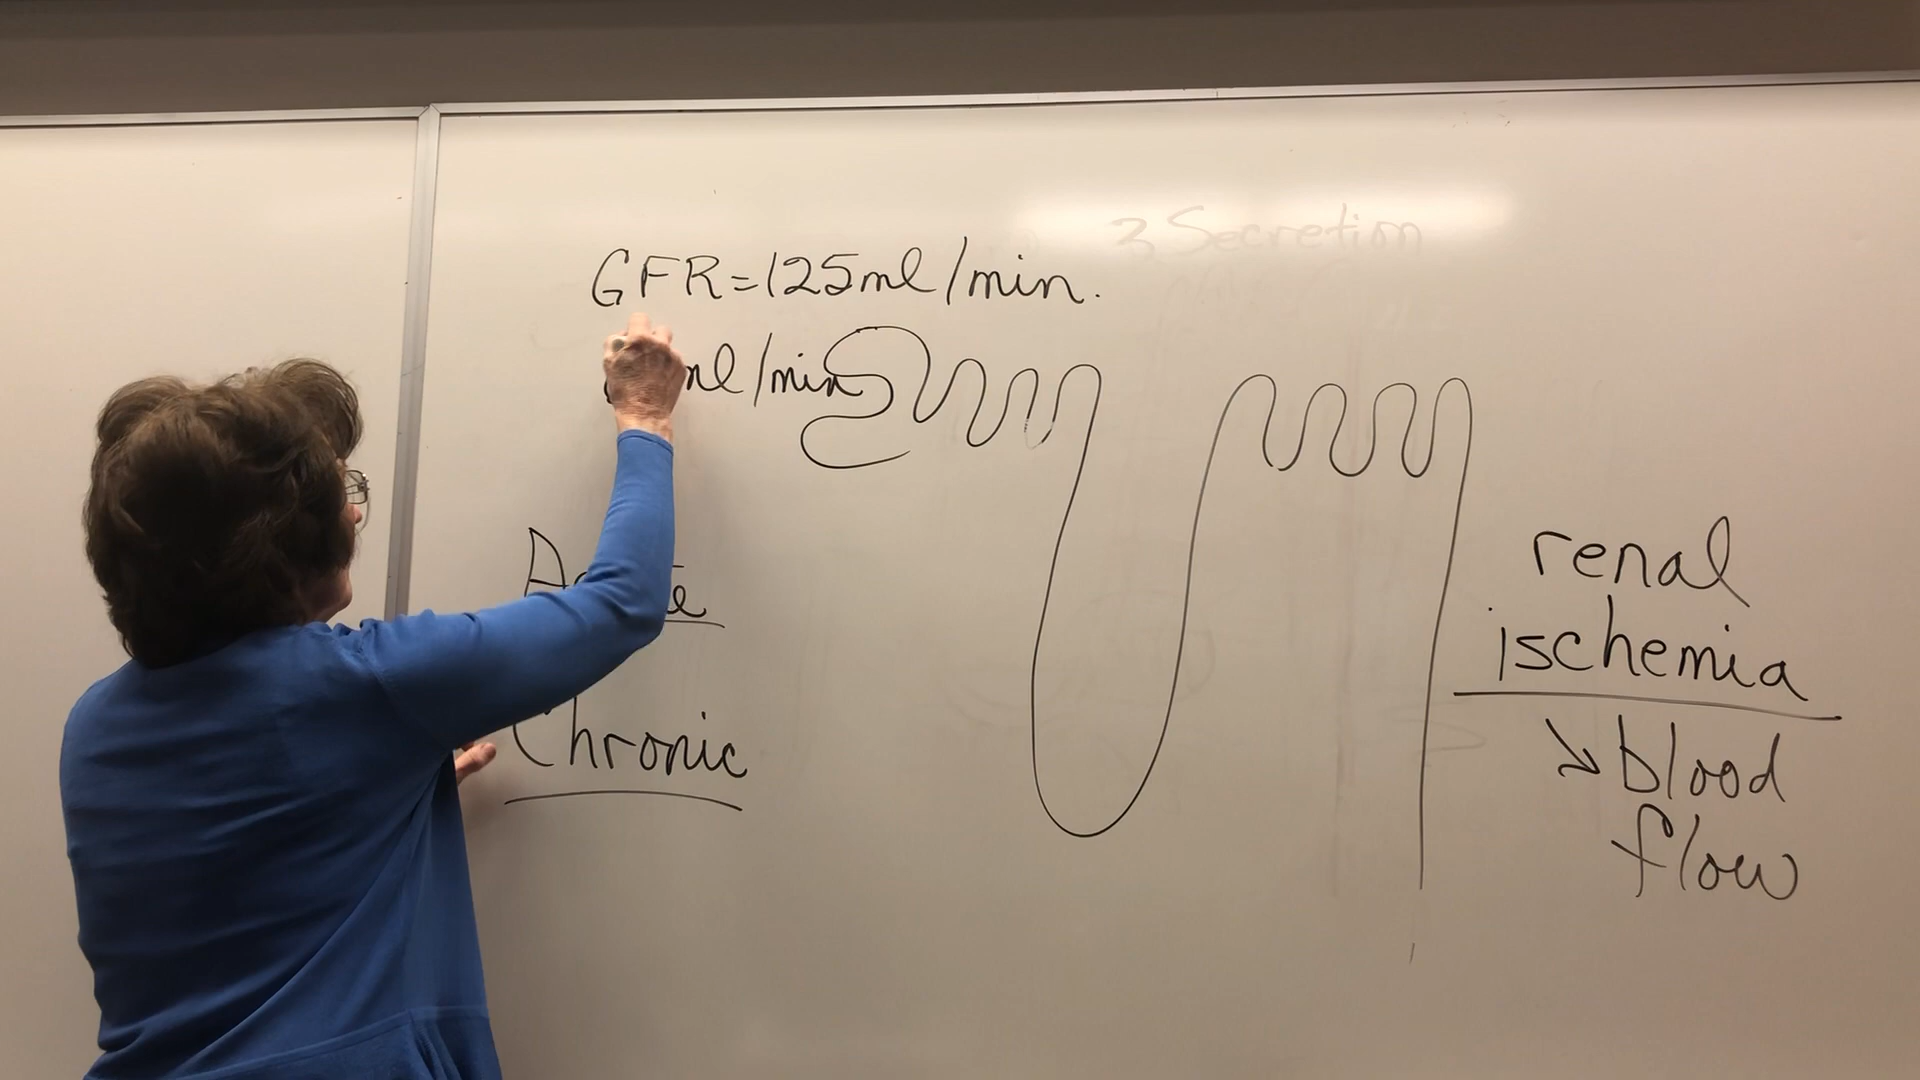 3 Secretion
GFR=125ml/min.
ml/min
Chronic
renal
ischemia
↘ blood
flow